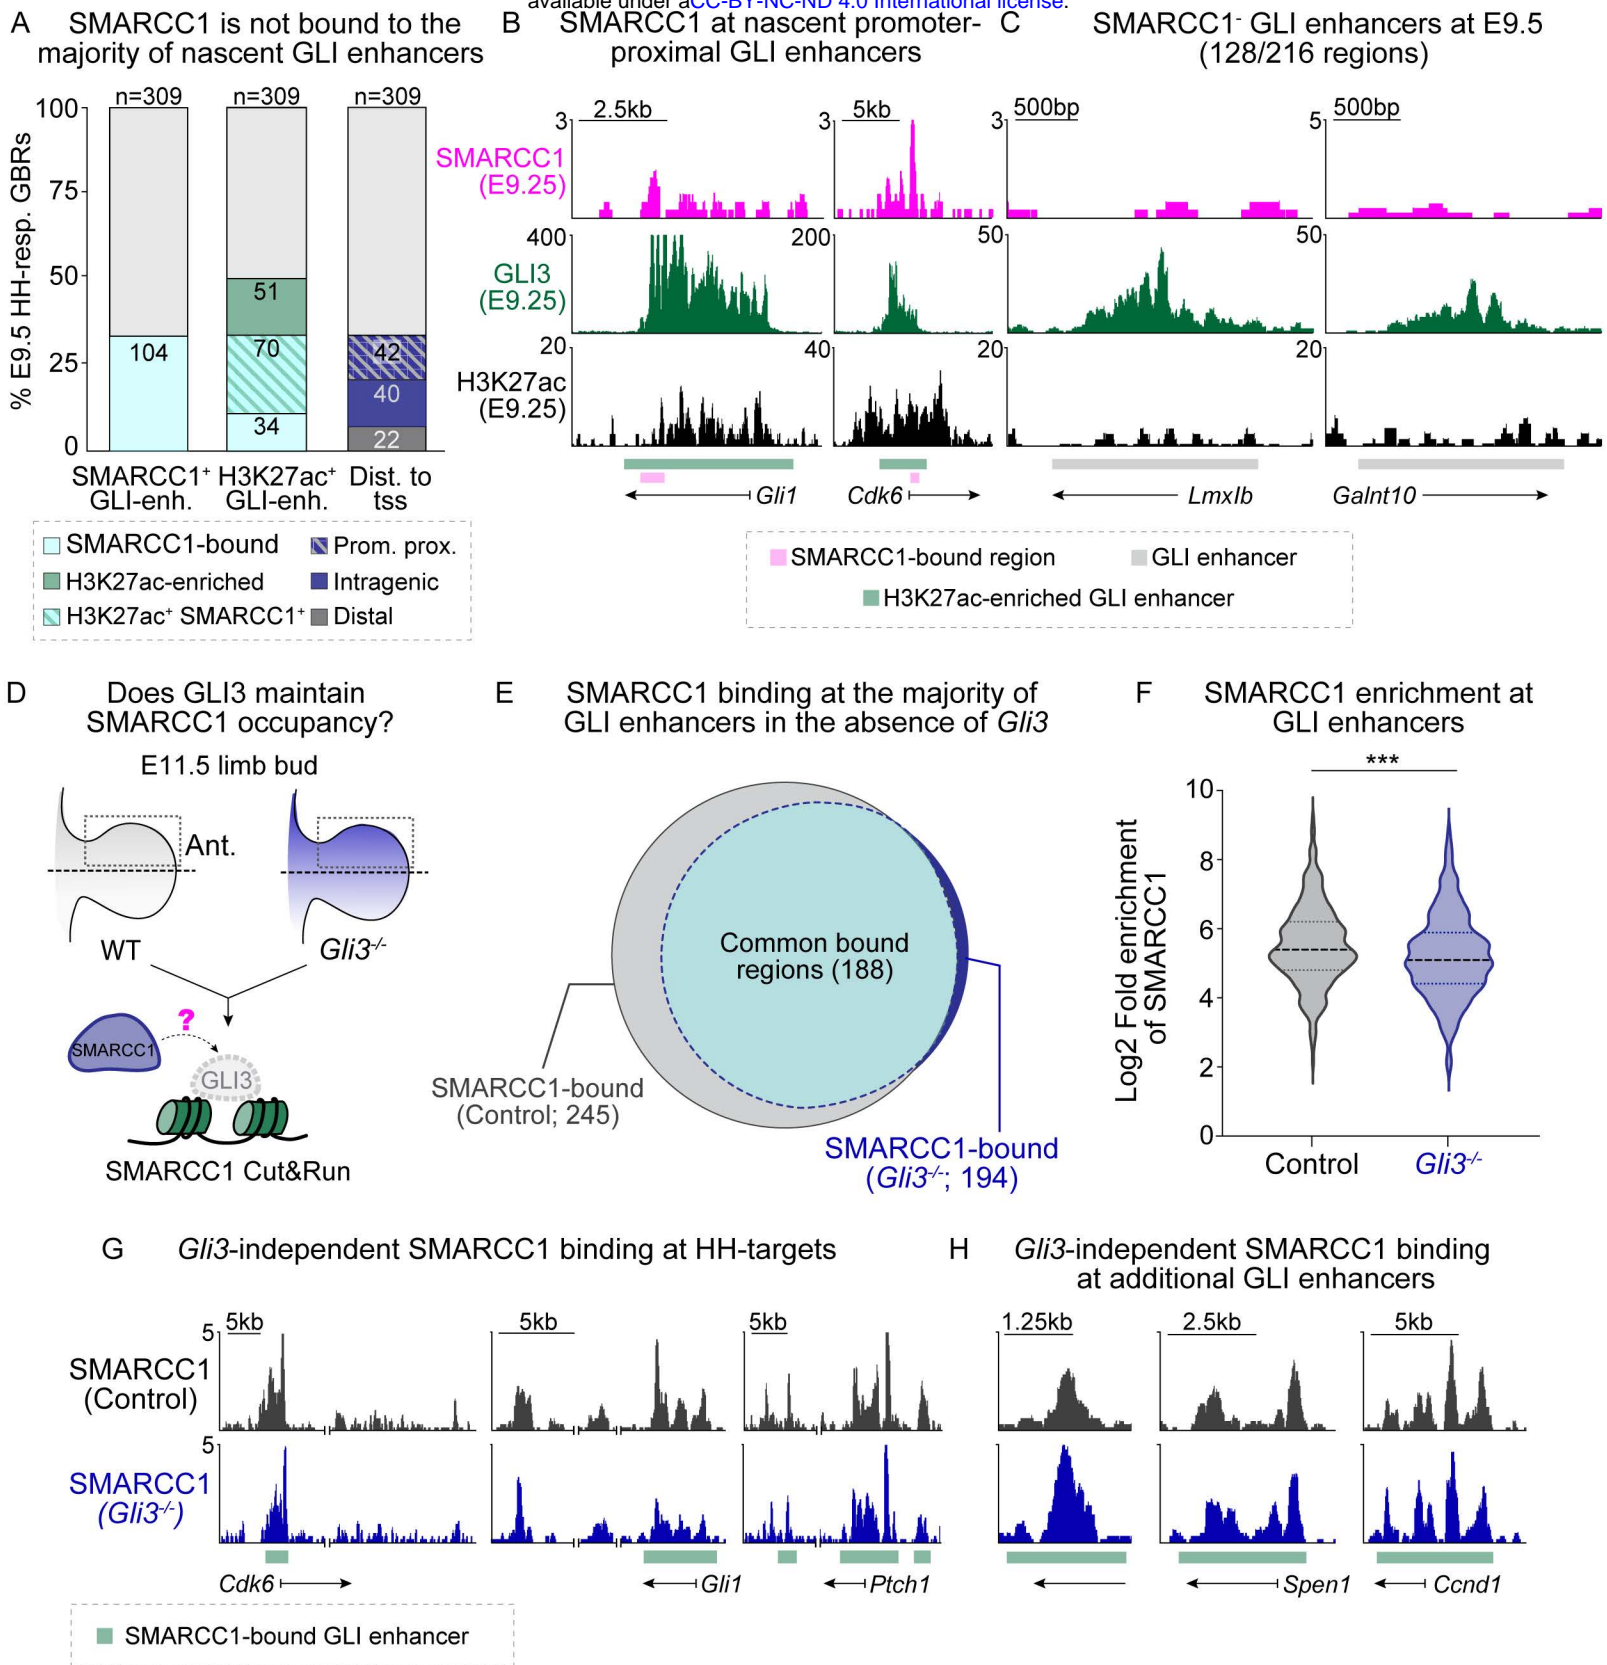 available under aCC-BY-NC-ND 4.0 International license.
A SMARCC1 is not bound to the
majority of nascent GLI enhancers
% E9.5 HH-resp. GBRs
100
75
50
25
0
n=309
n=309
n=309
104
51
70
34
42
40
22
SMARCC1⁺
GLI-enh.
H3K27ac⁺
GLI-enh.
Dist. to
tss
SMARCC1-bound
H3K27ac-enriched
H3K27ac⁺ SMARCC1⁺
Prom. prox.
Intragenic
Distal
B SMARCC1 at nascent promoter-
proximal GLI enhancers
2.5kb
5kb
SMARCC1
(E9.25)
3
3
GLI3
(E9.25)
400
200
H3K27ac
(E9.25)
20
40
Gli1
Cdk6
C SMARCC1⁻ GLI enhancers at E9.5
(128/216 regions)
500bp
500bp
3
5
50
50
20
20
Lmxlb
Galnt10
SMARCC1-bound region
GLI enhancer
H3K27ac-enriched GLI enhancer
D Does GLI3 maintain
SMARCC1 occupancy?
E11.5 limb bud
Ant.
WT
Gli3⁻/⁻
?
SMARCC1
GLI3
SMARCC1 Cut&Run
E SMARCC1 binding at the majority of
GLI enhancers in the absence of Gli3
Common bound
regions (188)
SMARCC1-bound
(Control; 245)
SMARCC1-bound
(Gli3⁻/⁻; 194)
F SMARCC1 enrichment at
GLI enhancers
***
Log2 Fold enrichment
of SMARCC1
10
8
6
4
2
0
Control
Gli3⁻/⁻
G Gli3-independent SMARCC1 binding at HH-targets
5kb
5kb
5kb
SMARCC1
(Control)
5
SMARCC1
(Gli3⁻/⁻)
5
Cdk6
Gli1
Ptch1
H Gli3-independent SMARCC1 binding
at additional GLI enhancers
1.25kb
2.5kb
5kb
Spen1
Ccnd1
SMARCC1-bound GLI enhancer